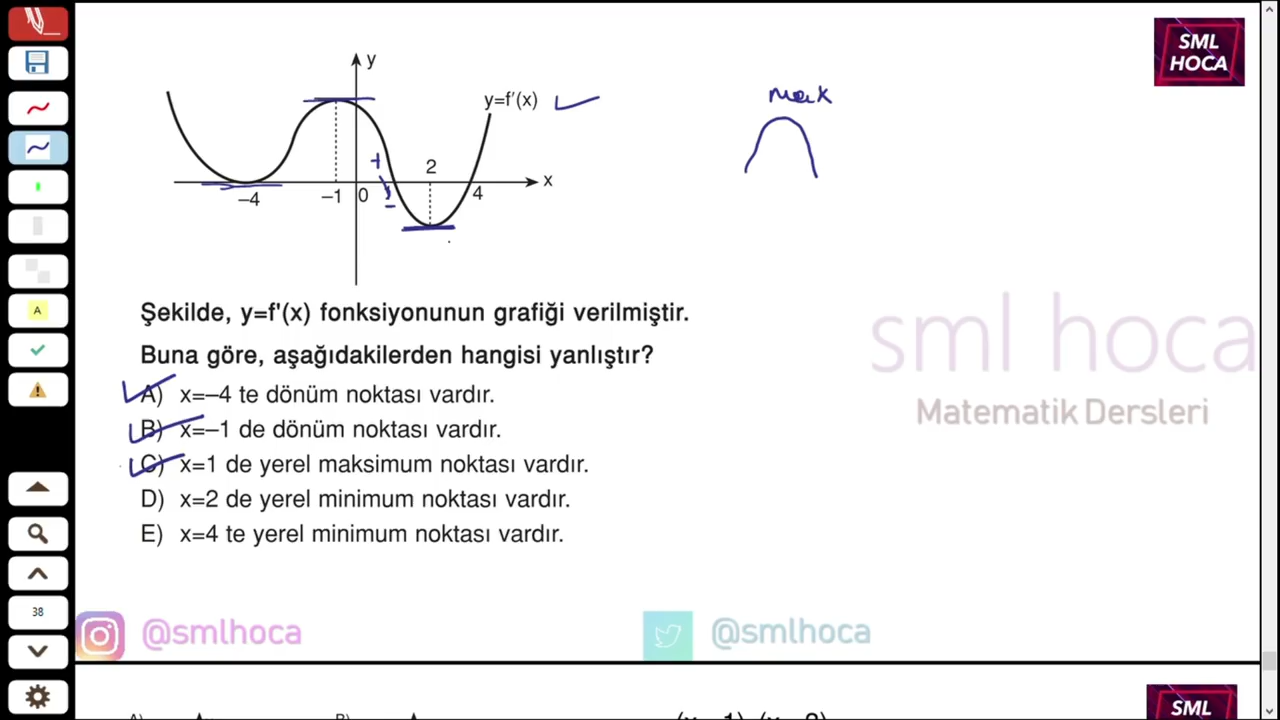 SML
HOCA
y
y=f'(x)
mak
+
2
x
–4
–1
0
–
4
Şekilde, y=f'(x) fonksiyonunun grafiği verilmiştir.
Buna göre, aşağıdakilerden hangisi yanlıştır?
A) x=–4 te dönüm noktası vardır.
B) x=–1 de dönüm noktası vardır.
C) x=1 de yerel maksimum noktası vardır.
D) x=2 de yerel minimum noktası vardır.
E) x=4 te yerel minimum noktası vardır.
sml hoca
Matematik Dersleri
A
38
@smlhoca
@smlhoca
SML